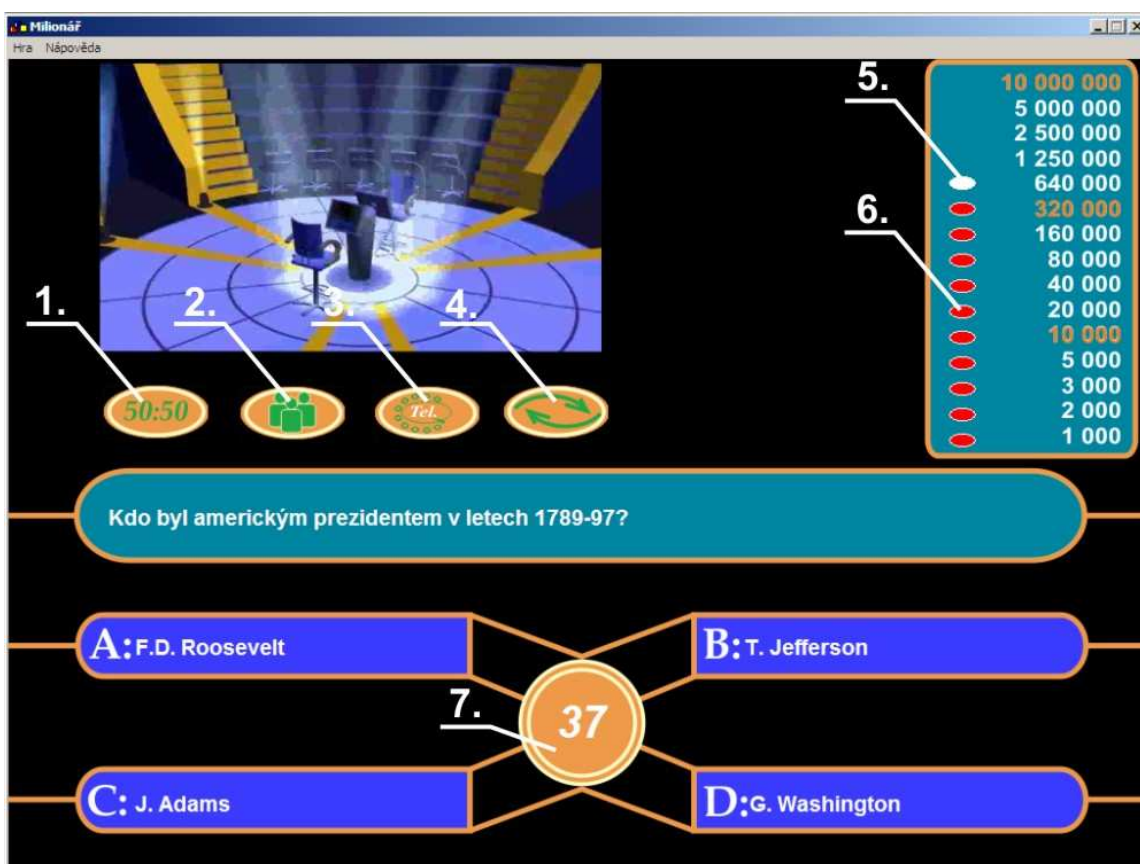 Milionář
Hra Nápověda
5.
10 000 000
5 000 000
2 500 000
1 250 000
640 000
6.
320 000
160 000
80 000
40 000
20 000
10 000
5 000
3 000
2 000
1 000
1.
2.
3.
4.
50:50
Tel.
Kdo byl americkým prezidentem v letech 1789-97?
A: F.D. Roosevelt
B: T. Jefferson
7.
37
C: J. Adams
D: G. Washington